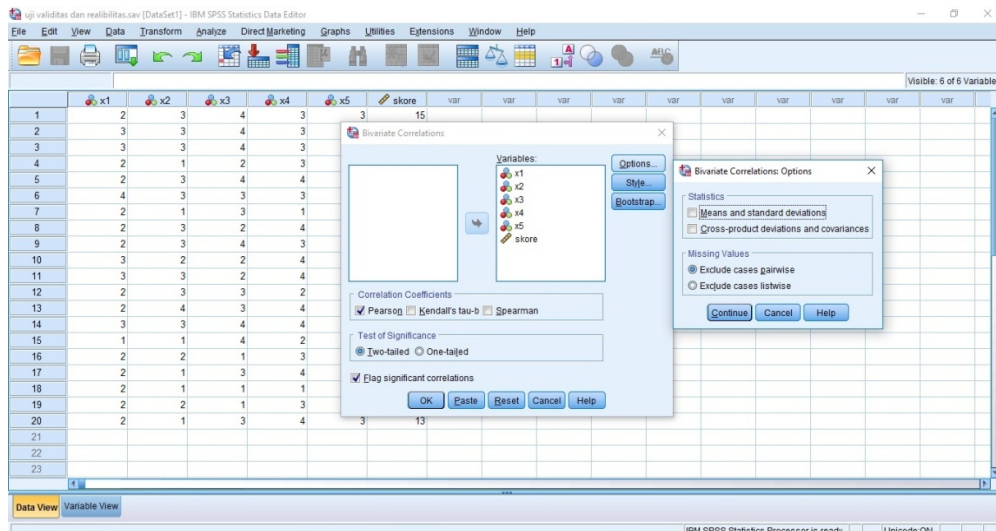 uji validitas dan realibilitas.sav [DataSet1] - IBM SPSS Statistics Data Editor
File Edit View Data Transform Analyze Direct Marketing Graphs Utilities Extensions Window Help
Visible: 6 of 6 Variable
x1 x2 x3 x4 x5 skore var var var var var var var var var var
1 2 3 4 3 3 15
2 3 3 4 3
3 3 3 4 3
4 2 1 2 3
5 2 3 4 4
6 4 3 3 3
7 2 1 3 1
8 2 3 2 4
9 2 3 4 3
10 3 2 2 4
11 3 3 2 4
12 2 3 3 2
13 2 4 3 4
14 3 3 4 4
15 1 1 4 2
16 2 2 1 3
17 2 1 3 4
18 2 1 1 1
19 2 2 1 3
20 2 1 3 4 3 13
21
22
23
Bivariate Correlations
Variables:
x1
x2
x3
x4
x5
skore
Options...
Style...
Bootstrap...
Correlation Coefficients
Pearson Kendall's tau-b Spearman
Test of Significance
Two-tailed One-tailed
Flag significant correlations
OK Paste Reset Cancel Help
Bivariate Correlations: Options
Statistics
Means and standard deviations
Cross-product deviations and covariances
Missing Values
Exclude cases pairwise
Exclude cases listwise
Continue Cancel Help
Data View Variable View
IBM SPSS Statistics Processor is ready Unicode:ON